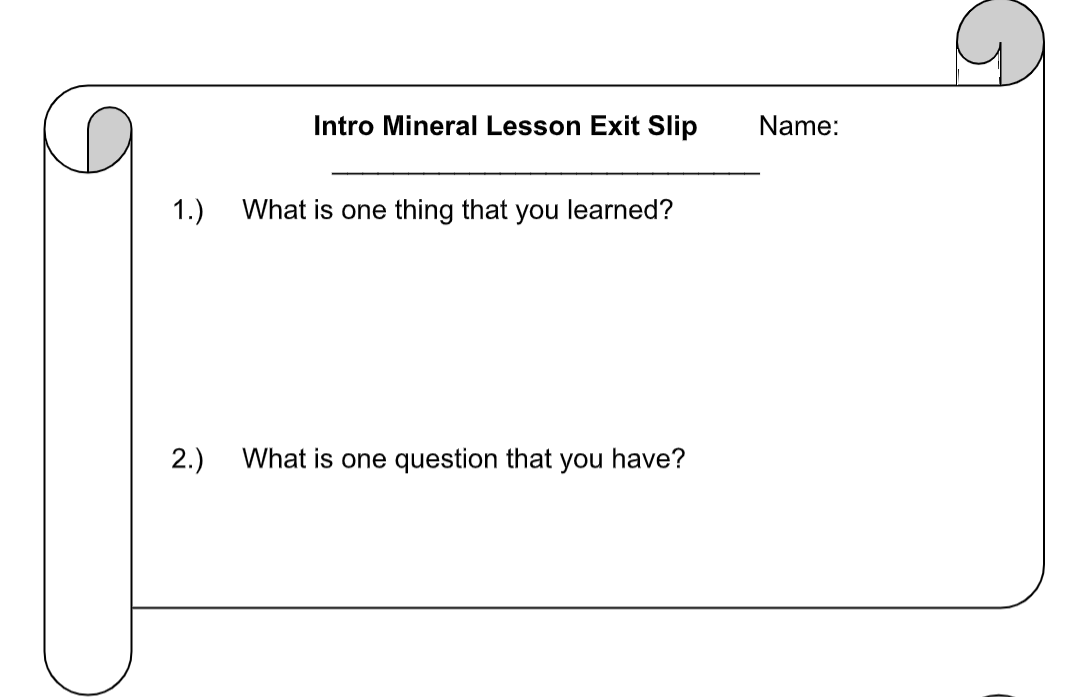 Intro Mineral Lesson Exit Slip Name:
____________________________
1.) What is one thing that you learned?
2.) What is one question that you have?